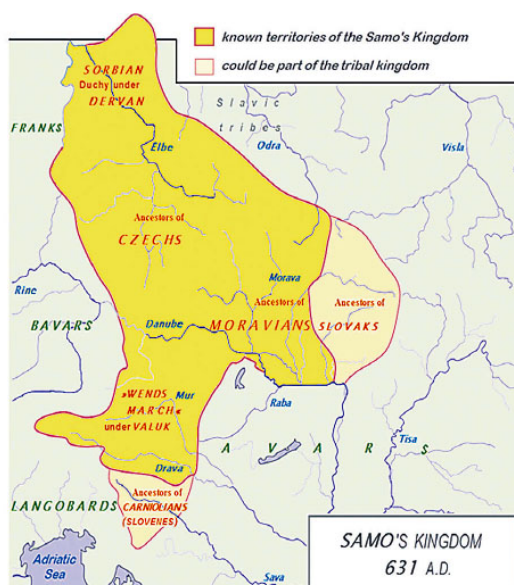 known territories of the Samo's Kingdom
could be part of the tribal kingdom
SORBIAN
Duchy under
DERVAN
Slavic
tribes
FRANKS
Elbe
Odra
Visla
Ancestors of
CZECHS
Rine
Morava
Ancestors of
MORAVIANS
Ancestors of
SLOVAKS
BAVARS
Danube
»WENDS
MARCH«
under VALUK
Mur
Raba
AVARS
Tisa
Drava
Ancestors of
CARNIOLIANS
(SLOVENES)
LANGOBARDS
Adriatic
Sea
Sava
SAMO'S KINGDOM
631 A.D.